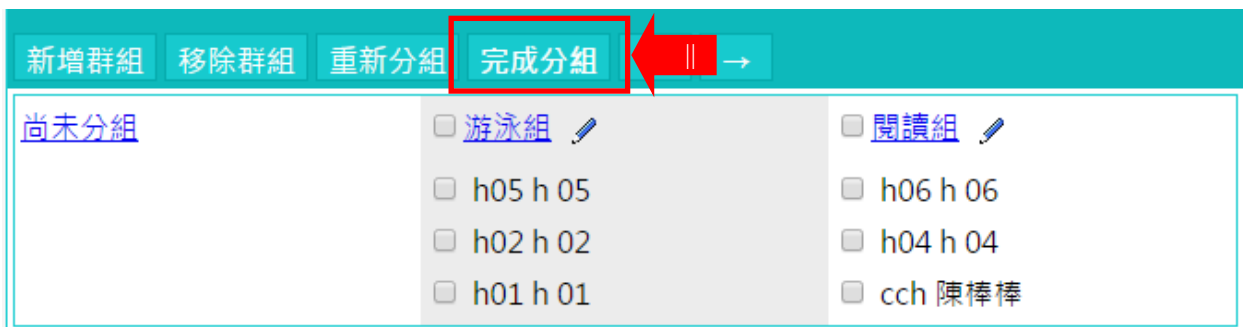 新增群組 移除群組 重新分組 完成分組 || →
尚未分組 游泳組 閱讀組
h05 h 05 h06 h 06
h02 h 02 h04 h 04
h01 h 01 cch 陳棒棒